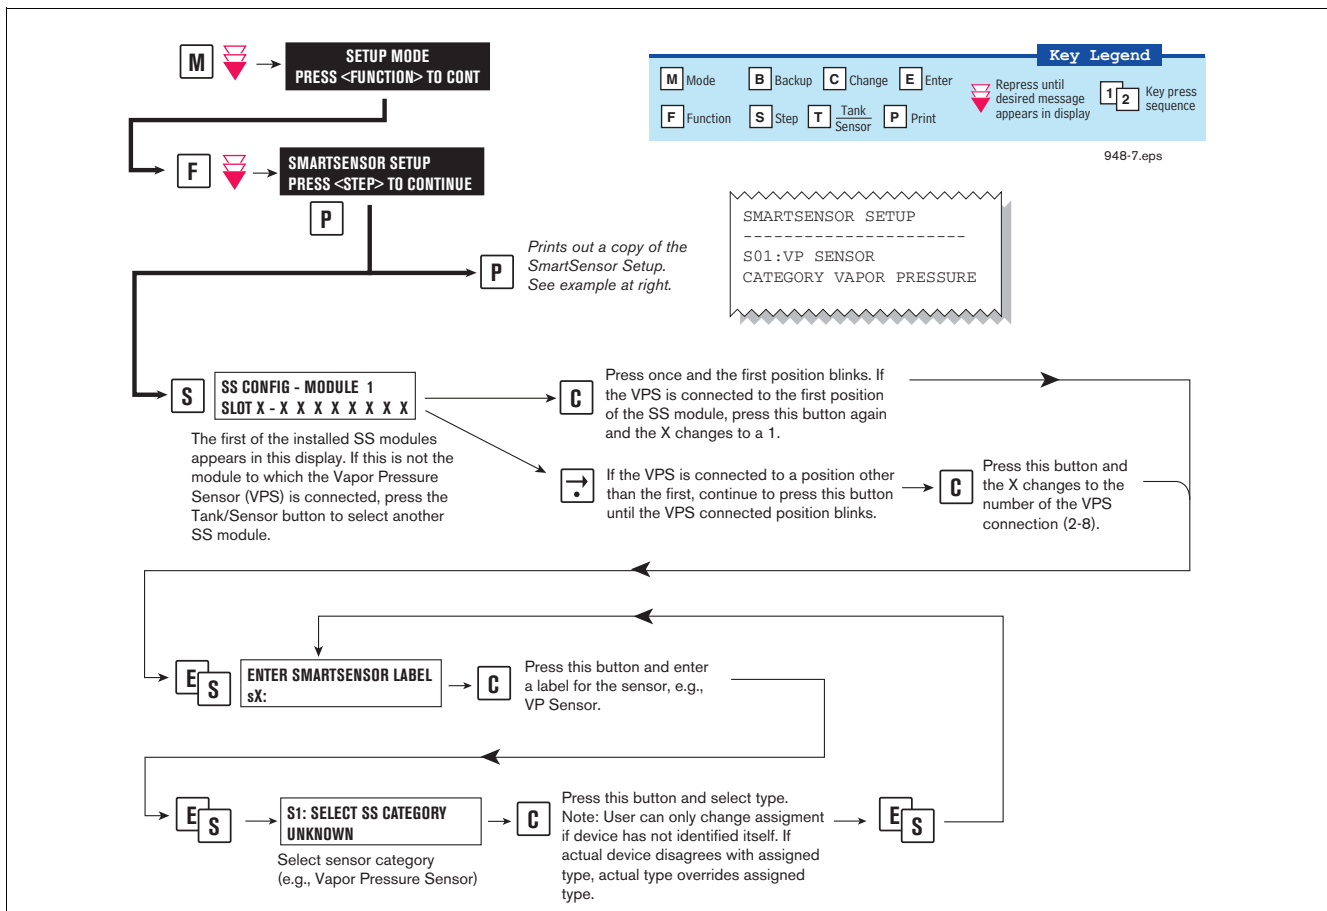 M
SETUP MODE
PRESS <FUNCTION> TO CONT
Key Legend
M Mode
B Backup
C Change
E Enter
F Function
S Step
T Tank
Sensor
P Print
Repress until
desired message
appears in display
1 2
Key press
sequence
948-7.eps
F
SMARTSENSOR SETUP
PRESS <STEP> TO CONTINUE
P
P
Prints out a copy of the
SmartSensor Setup.
See example at right.
SMARTSENSOR SETUP
----------------------
S01:VP SENSOR
CATEGORY VAPOR PRESSURE
S
SS CONFIG - MODULE 1
SLOT X - X X X X X X X X
The first of the installed SS modules
appears in this display. If this is not the
module to which the Vapor Pressure
Sensor (VPS) is connected, press the
Tank/Sensor button to select another
SS module.
C
Press once and the first position blinks. If
the VPS is connected to the first position
of the SS module, press this button again
and the X changes to a 1.
If the VPS is connected to a position other
than the first, continue to press this button
until the VPS connected position blinks.
C
Press this button and
the X changes to the
number of the VPS
connection (2-8).
E S
ENTER SMARTSENSOR LABEL
sX:
C
Press this button and enter
a label for the sensor, e.g.,
VP Sensor.
E S
S1: SELECT SS CATEGORY
UNKNOWN
Select sensor category
(e.g., Vapor Pressure Sensor)
C
Press this button and select type.
Note: User can only change assigment
if device has not identified itself. If
actual device disagrees with assigned
type, actual type overrides assigned
type.
E S